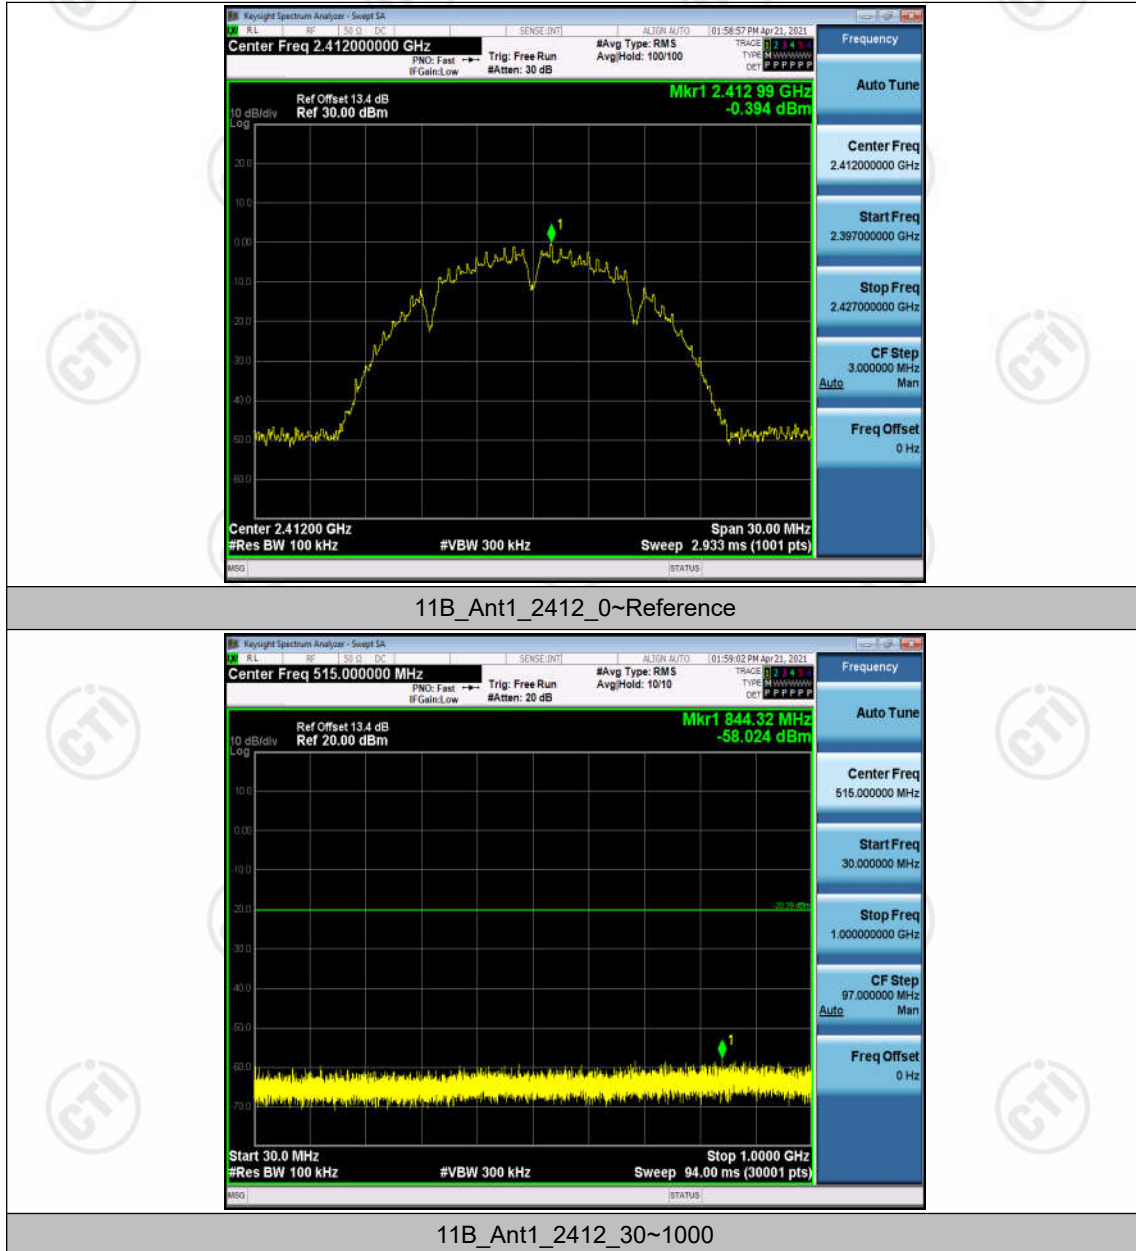 Keysight Spectrum Analyzer - Swept SA
RL RF 50 Ω DC SENSE:INT ALIGN AUTO 01:58:57 PM Apr 21, 2021
Center Freq 2.412000000 GHz
PNO: Fast
IFGain:Low
Trig: Free Run
#Atten: 30 dB
#Avg Type: RMS
Avg|Hold: 100/100
TRACE 1 2 3 4 5 6
TYPE M WWWWW
DET P P P P P P
Frequency
Ref Offset 13.4 dB
10 dB/div Ref 30.00 dBm
Log
Mkr1 2.412 99 GHz
-0.394 dBm
Auto Tune
Center Freq
2.412000000 GHz
Start Freq
2.397000000 GHz
Stop Freq
2.427000000 GHz
CF Step
3.000000 MHz
Auto Man
Freq Offset
0 Hz
20.0
10.0
0.00
-10.0
-20.0
-30.0
-40.0
-50.0
-60.0
1
Center 2.41200 GHz Span 30.00 MHz
#Res BW 100 kHz #VBW 300 kHz Sweep 2.933 ms (1001 pts)
MSG STATUS
11B_Ant1_2412_0~Reference
Keysight Spectrum Analyzer - Swept SA
RL RF 50 Ω DC SENSE:INT ALIGN AUTO 01:59:02 PM Apr 21, 2021
Center Freq 515.000000 MHz
PNO: Fast
IFGain:Low
Trig: Free Run
#Atten: 20 dB
#Avg Type: RMS
Avg|Hold: 10/10
TRACE 1 2 3 4 5 6
TYPE M WWWWW
DET P P P P P P
Frequency
Ref Offset 13.4 dB
10 dB/div Ref 20.00 dBm
Log
Mkr1 844.32 MHz
-58.024 dBm
Auto Tune
Center Freq
515.000000 MHz
Start Freq
30.000000 MHz
Stop Freq
1.000000000 GHz
CF Step
97.000000 MHz
Auto Man
Freq Offset
0 Hz
10.0
0.00
-10.0
-20.0
-30.0
-40.0
-50.0
-60.0
-70.0
-20.39 dBm
1
Start 30.0 MHz Stop 1.0000 GHz
#Res BW 100 kHz #VBW 300 kHz Sweep 94.00 ms (30001 pts)
MSG STATUS
11B_Ant1_2412_30~1000
CTI
CTI
CTI
CTI
CTI
CTI